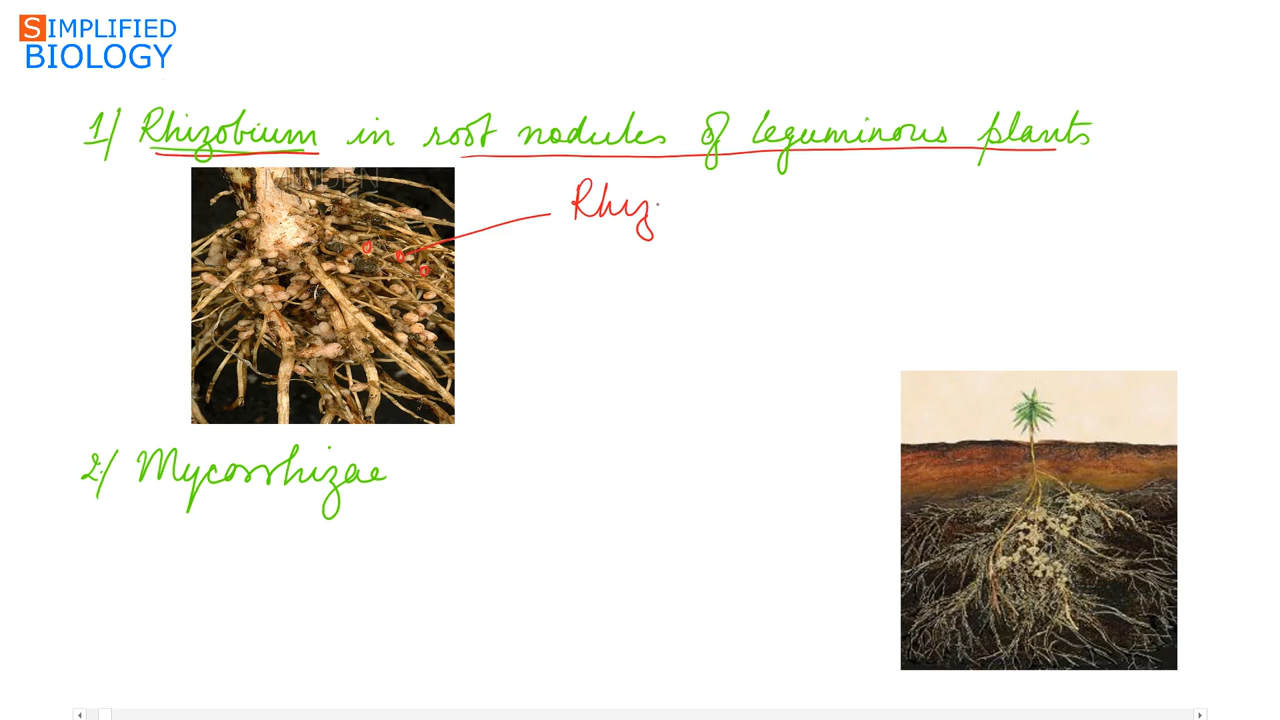 SIMPLIFIED
BIOLOGY
1/ Rhizobium in root nodules of leguminous plants
Rhiz
2/ Mycorrhizae